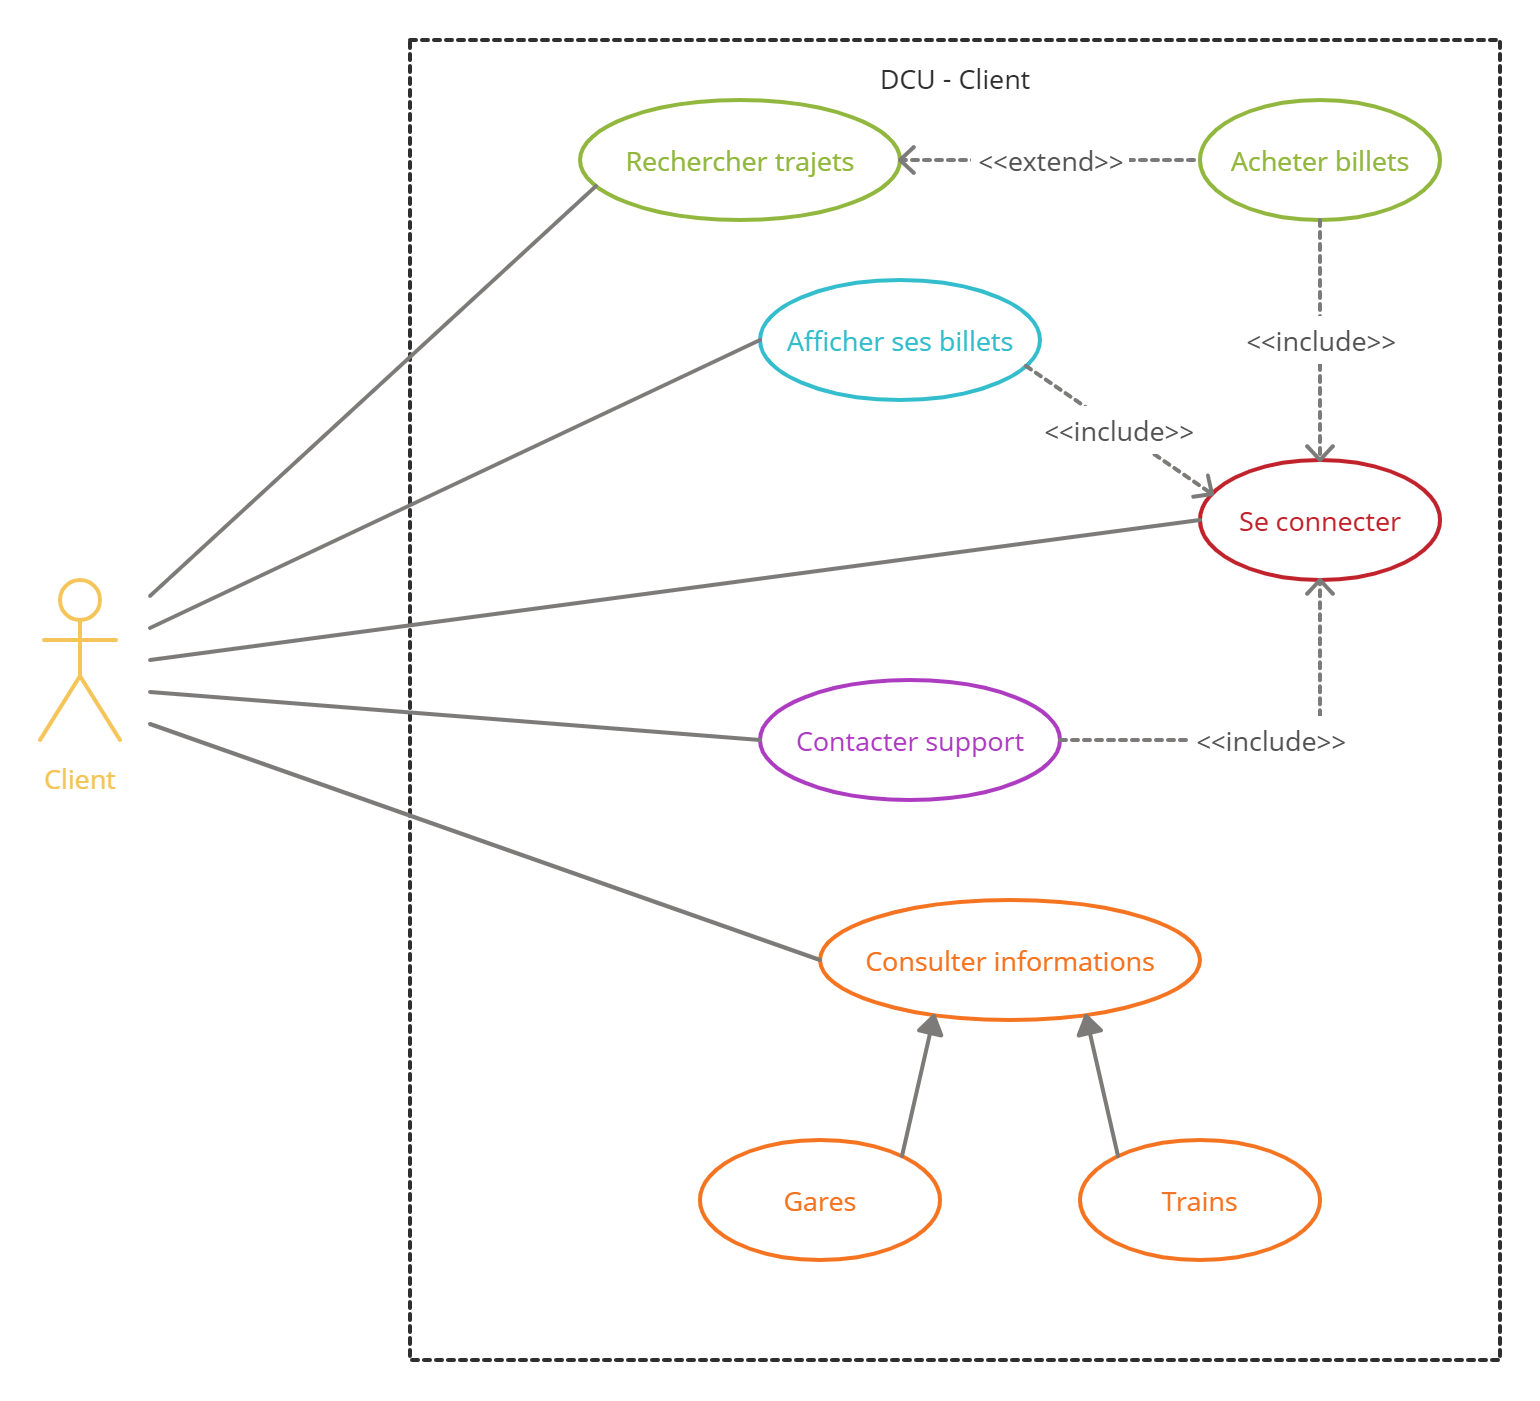 DCU - Client
Rechercher trajets
<<extend>>
Acheter billets
Afficher ses billets
<<include>>
<<include>>
Se connecter
Client
Contacter support
<<include>>
Consulter informations
Gares
Trains